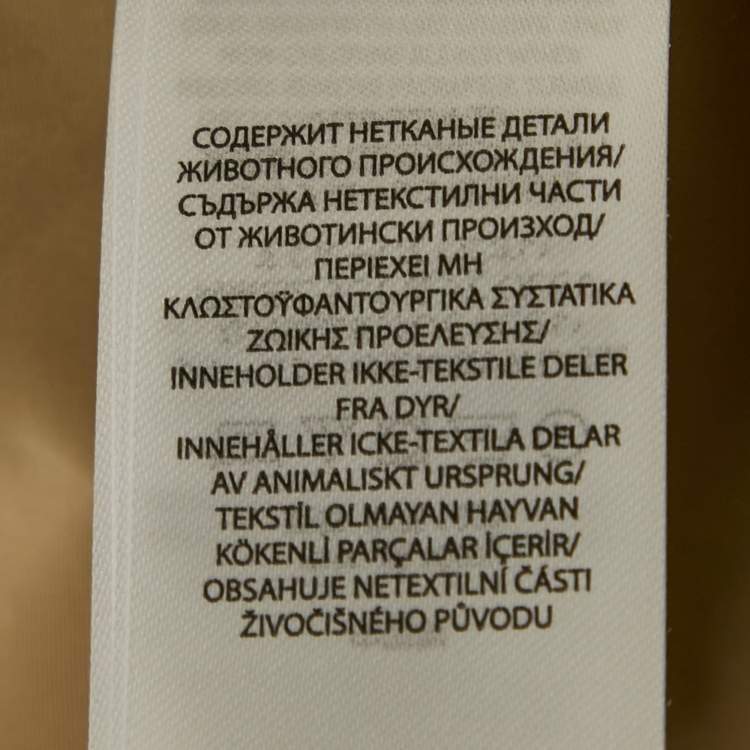 СОДЕРЖИТ НЕТКАНЫЕ ДЕТАЛИ
ЖИВОТНОГО ПРОИСХОЖДЕНИЯ/
СЪДЪРЖА НЕТЕКСТИЛНИ ЧАСТИ
ОТ ЖИВОТИНСКИ ПРОИЗХОД/
ΠΕΡΙΕΧΕΙ ΜΗ
ΚΛΩΣΤΟΫΦΑΝΤΟΥΡΓΙΚΑ ΣΥΣΤΑΤΙΚΑ
ΖΩΙΚΗΣ ΠΡΟΕΛΕΥΣΗΣ/
INNEHOLDER IKKE-TEKSTILE DELER
FRA DYR/
INNEHÅLLER ICKE-TEXTILA DELAR
AV ANIMALISKT URSPRUNG/
TEKSTİL OLMAYAN HAYVAN
KÖKENLİ PARÇALAR İÇERİR/
OBSAHUJE NETEXTILNÍ ČÁSTI
ŽIVOČIŠNÉHO PŮVODU